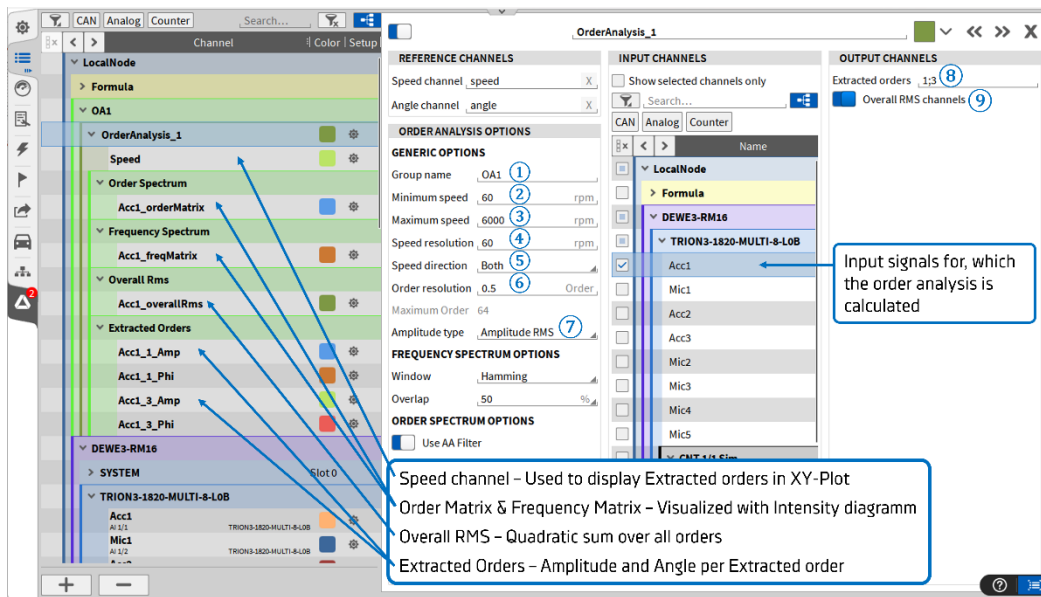 CAN Analog Counter Search...
Channel Color Setup
LocalNode
Formula
OA1
OrderAnalysis_1
Speed
Order Spectrum
Acc1_orderMatrix
Frequency Spectrum
Acc1_freqMatrix
Overall Rms
Acc1_overallRms
Extracted Orders
Acc1_1_Amp
Acc1_1_Phi
Acc1_3_Amp
Acc1_3_Phi
DEWE3-RM16
SYSTEM Slot 0
TRION3-1820-MULTI-8-L0B
Acc1
AI 1/1 TRION3-1820-MULTI-8-L0B
Mic1
AI 1/2 TRION3-1820-MULTI-8-L0B
2
OrderAnalysis_1
X
REFERENCE CHANNELS
Speed channel speed X
Angle channel angle X
ORDER ANALYSIS OPTIONS
GENERIC OPTIONS
Group name OA1 1
Minimum speed 60 2 rpm
Maximum speed 6000 3 rpm
Speed resolution 60 4 rpm
Speed direction Both 5
Order resolution 0.5 6 Order
Maximum Order 64
Amplitude type Amplitude RMS 7
FREQUENCY SPECTRUM OPTIONS
Window Hamming
Overlap 50 %
ORDER SPECTRUM OPTIONS
Use AA Filter
INPUT CHANNELS
Show selected channels only
Search...
CAN Analog Counter
Name
LocalNode
Formula
DEWE3-RM16
TRION3-1820-MULTI-8-L0B
Acc1
Mic1
Acc2
Acc3
Mic2
Mic3
Mic4
Mic5
CNT 1/1 Sim
OUTPUT CHANNELS
Extracted orders 1;3 8
Overall RMS channels 9
Input signals for, which
the order analysis is
calculated
Speed channel – Used to display Extracted orders in XY-Plot
Order Matrix & Frequency Matrix – Visualized with Intensity diagramm
Overall RMS – Quadratic sum over all orders
Extracted Orders – Amplitude and Angle per Extracted order